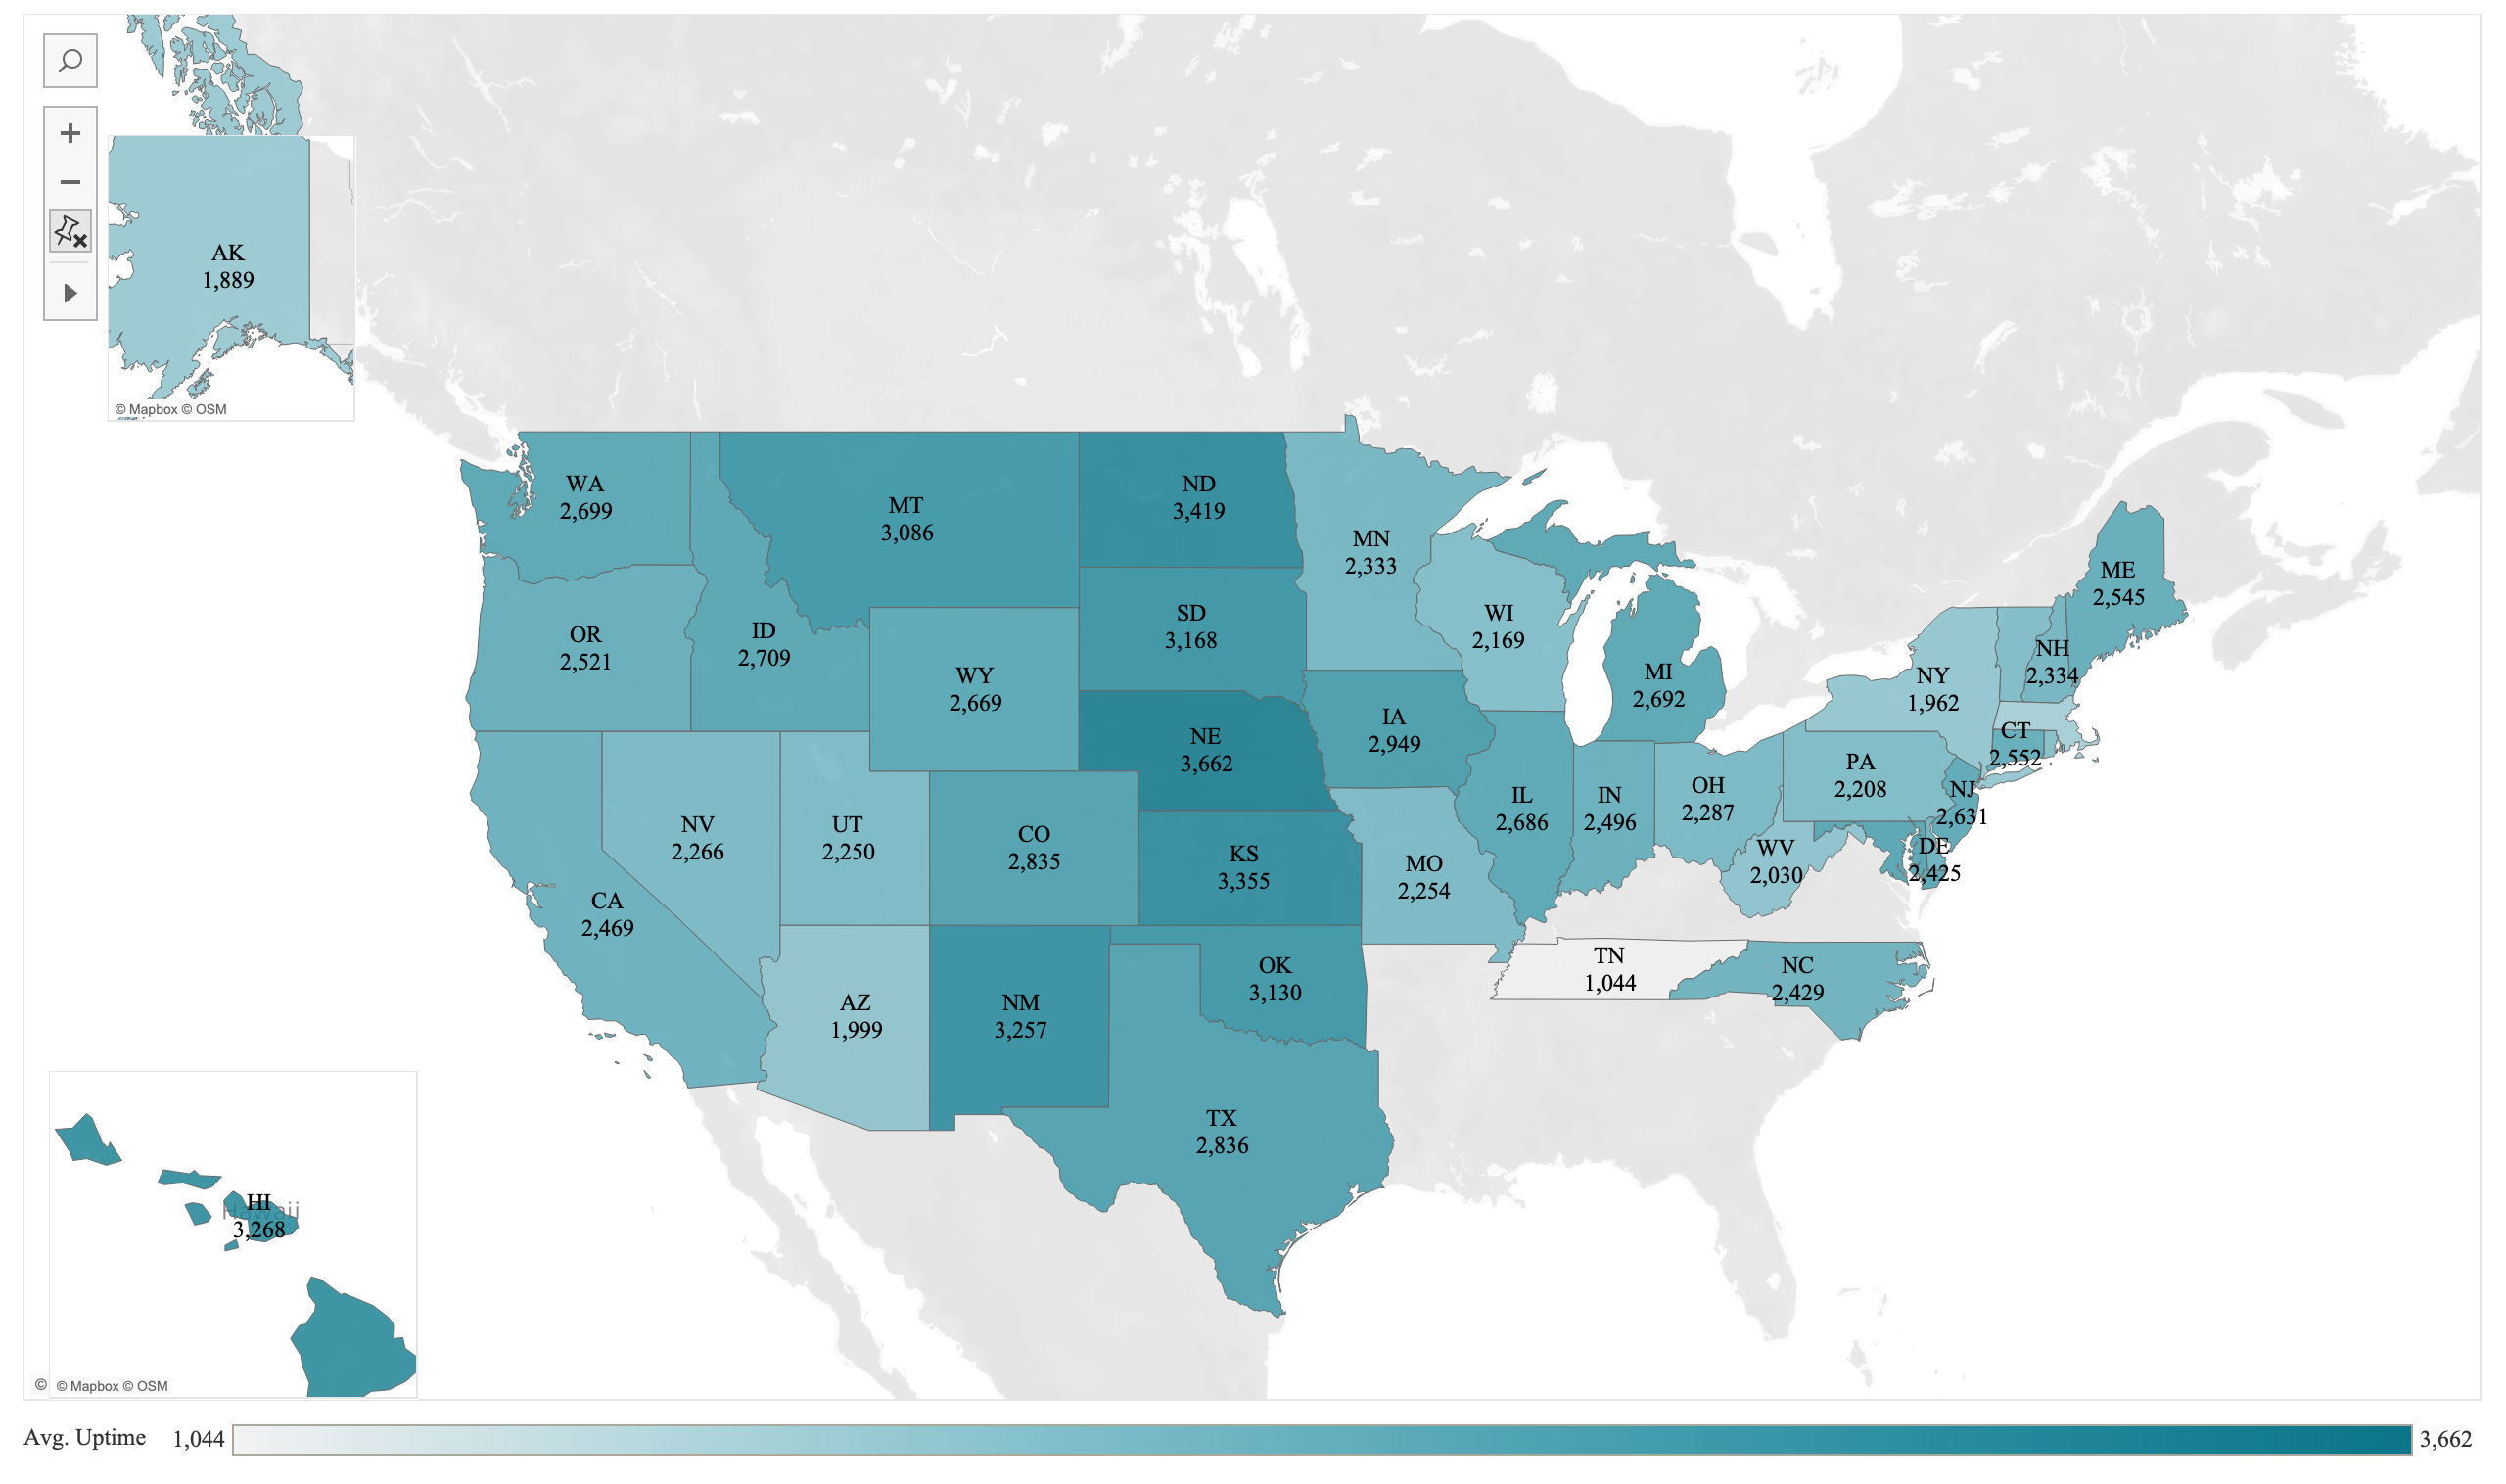 AK
1,889
© Mapbox © OSM
WA
2,699
MT
3,086
ND
3,419
MN
2,333
ME
2,545
OR
2,521
ID
2,709
SD
3,168
WI
2,169
NH
2,334
WY
2,669
MI
2,692
NY
1,962
NE
3,662
IA
2,949
CT
2,552
PA
2,208
NJ
2,631
NV
2,266
UT
2,250
CO
2,835
KS
3,355
MO
2,254
IL
2,686
IN
2,496
OH
2,287
WV
2,030
DE
2,425
CA
2,469
AZ
1,999
NM
3,257
OK
3,130
TN
1,044
NC
2,429
TX
2,836
HI
Hawaii
3,268
© © Mapbox © OSM
Avg. Uptime 1,044 3,662